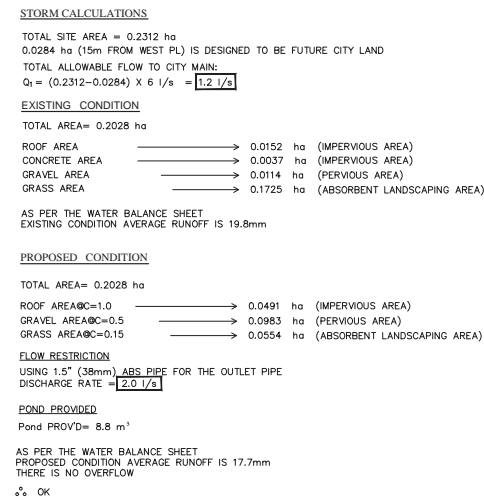 STORM CALCULATIONS
TOTAL SITE AREA = 0.2312 ha
0.0284 ha (15m FROM WEST PL) IS DESIGNED TO BE FUTURE CITY LAND
TOTAL ALLOWABLE FLOW TO CITY MAIN:
Q₁ = (0.2312-0.0284) X 6 l/s = 1.2 l/s
EXISTING CONDITION
TOTAL AREA= 0.2028 ha
ROOF AREA 0.0152 ha (IMPERVIOUS AREA)
CONCRETE AREA 0.0037 ha (IMPERVIOUS AREA)
GRAVEL AREA 0.0114 ha (PERVIOUS AREA)
GRASS AREA 0.1725 ha (ABSORBENT LANDSCAPING AREA)
AS PER THE WATER BALANCE SHEET
EXISTING CONDITION AVERAGE RUNOFF IS 19.8mm
PROPOSED CONDITION
TOTAL AREA= 0.2028 ha
ROOF AREA@C=1.0 0.0491 ha (IMPERVIOUS AREA)
GRAVEL AREA@C=0.5 0.0983 ha (PERVIOUS AREA)
GRASS AREA@C=0.15 0.0554 ha (ABSORBENT LANDSCAPING AREA)
FLOW RESTRICTION
USING 1.5" (38mm) ABS PIPE FOR THE OUTLET PIPE
DISCHARGE RATE = 2.0 l/s
POND PROVIDED
Pond PROV'D= 8.8 m³
AS PER THE WATER BALANCE SHEET
PROPOSED CONDITION AVERAGE RUNOFF IS 17.7mm
THERE IS NO OVERFLOW
∴ OK